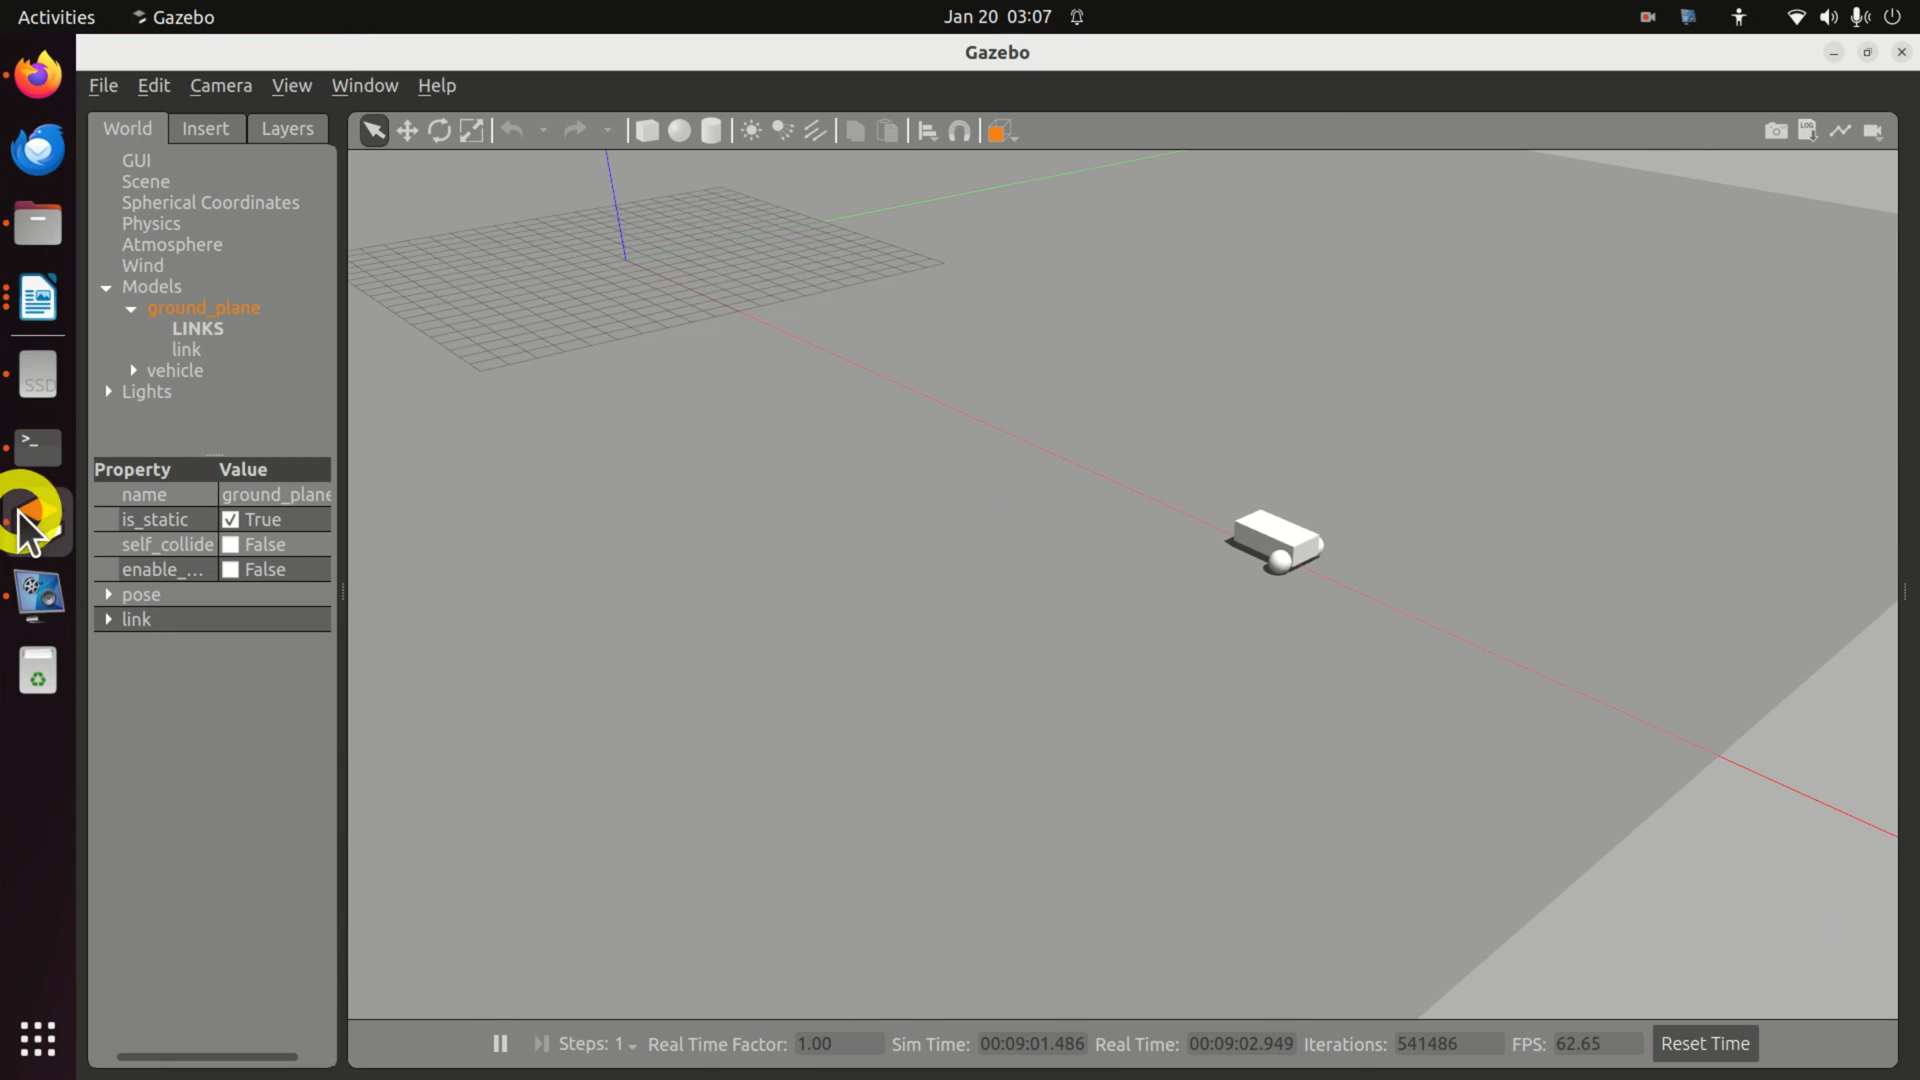 Activities Gazebo Jan 20 03:07
Gazebo
File Edit Camera View Window Help
World Insert Layers
GUI
Scene
Spherical Coordinates
Physics
Atmosphere
Wind
Models
ground_plane
LINKS
link
vehicle
Lights
Property Value
name ground_plane
is_static True
self_collide False
enable_... False
pose
link
LOG
SSD
>_
Steps: 1 Real Time Factor: 1.00 Sim Time: 00:09:01.486 Real Time: 00:09:02.949 Iterations: 541486 FPS: 62.65 Reset Time